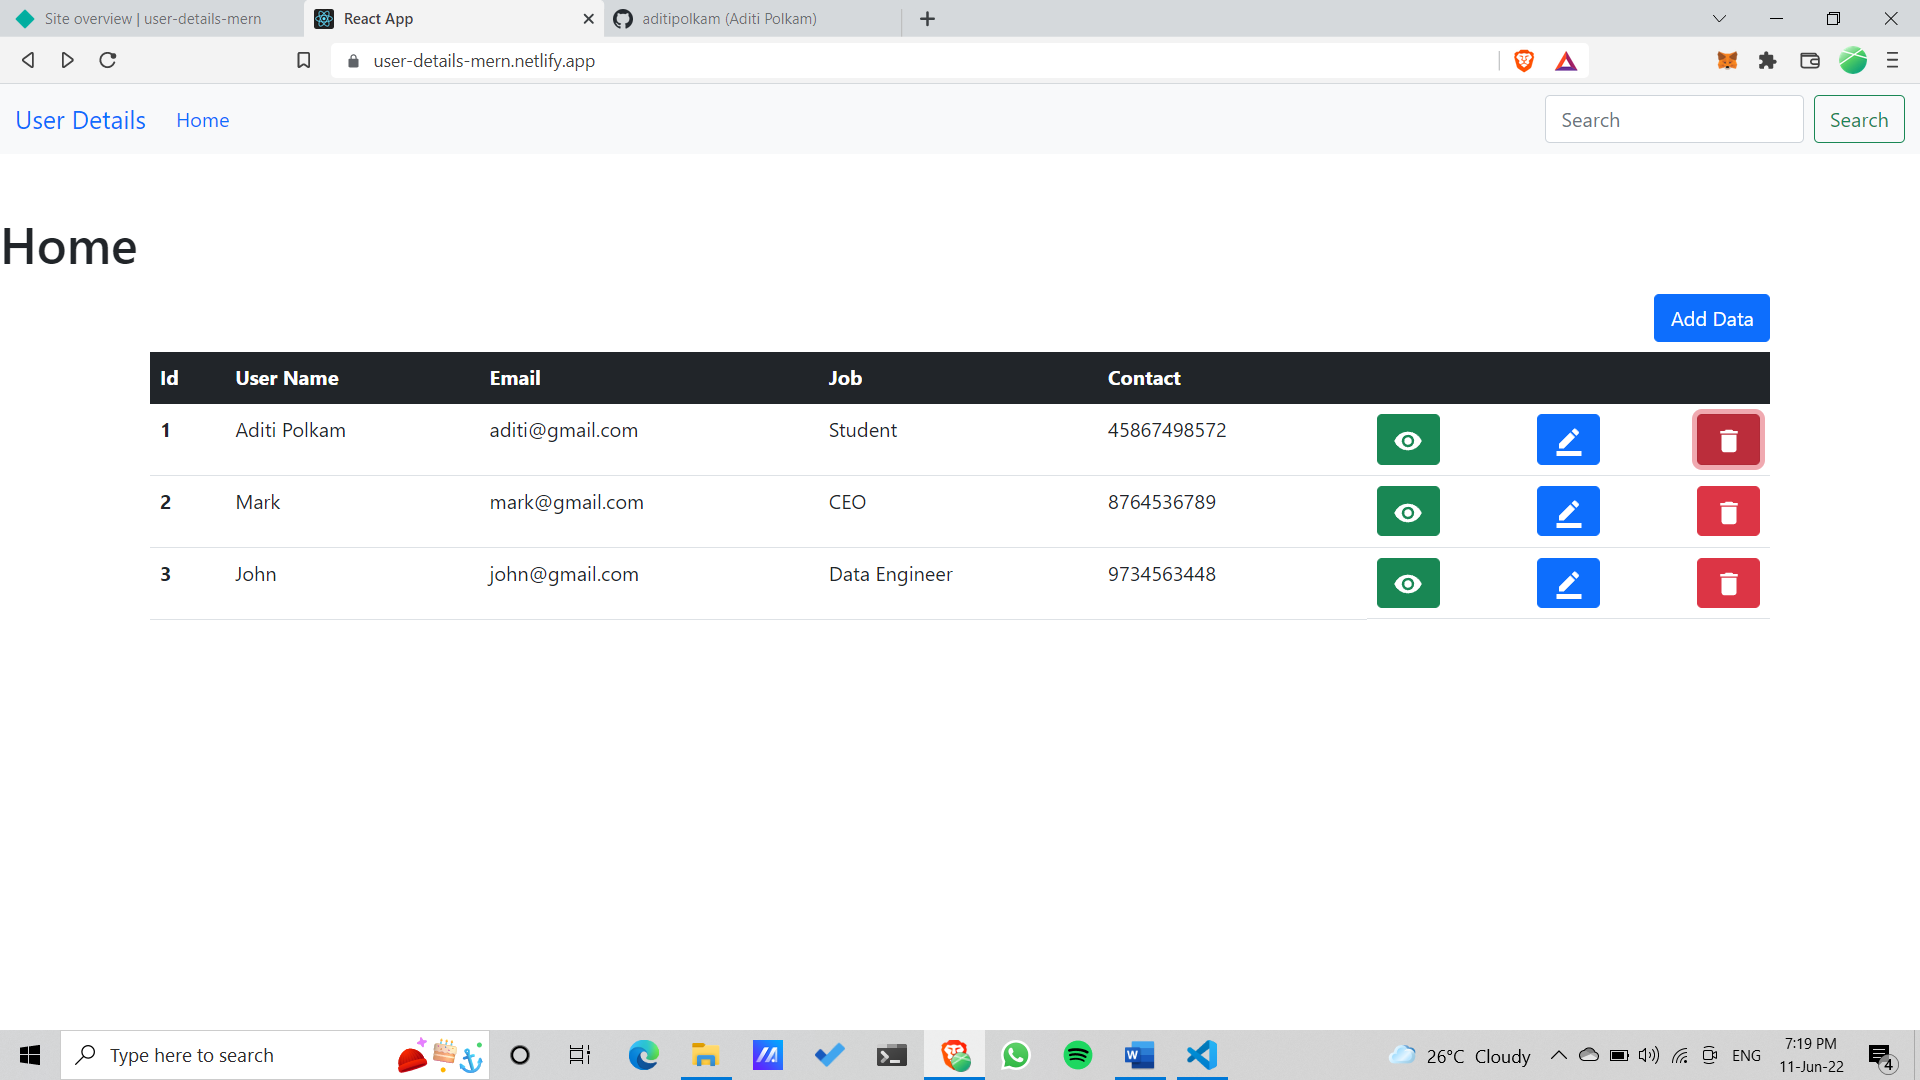 Site overview | user-details-mern
React App
aditipolkam (Aditi Polkam)
user-details-mern.netlify.app
User Details
Home
Search
Search
Home
Add Data
Id User Name Email Job Contact
1 Aditi Polkam aditi@gmail.com Student 45867498572
2 Mark mark@gmail.com CEO 8764536789
3 John john@gmail.com Data Engineer 9734563448
Type here to search
26°C Cloudy
ENG
7:19 PM
11-Jun-22
4